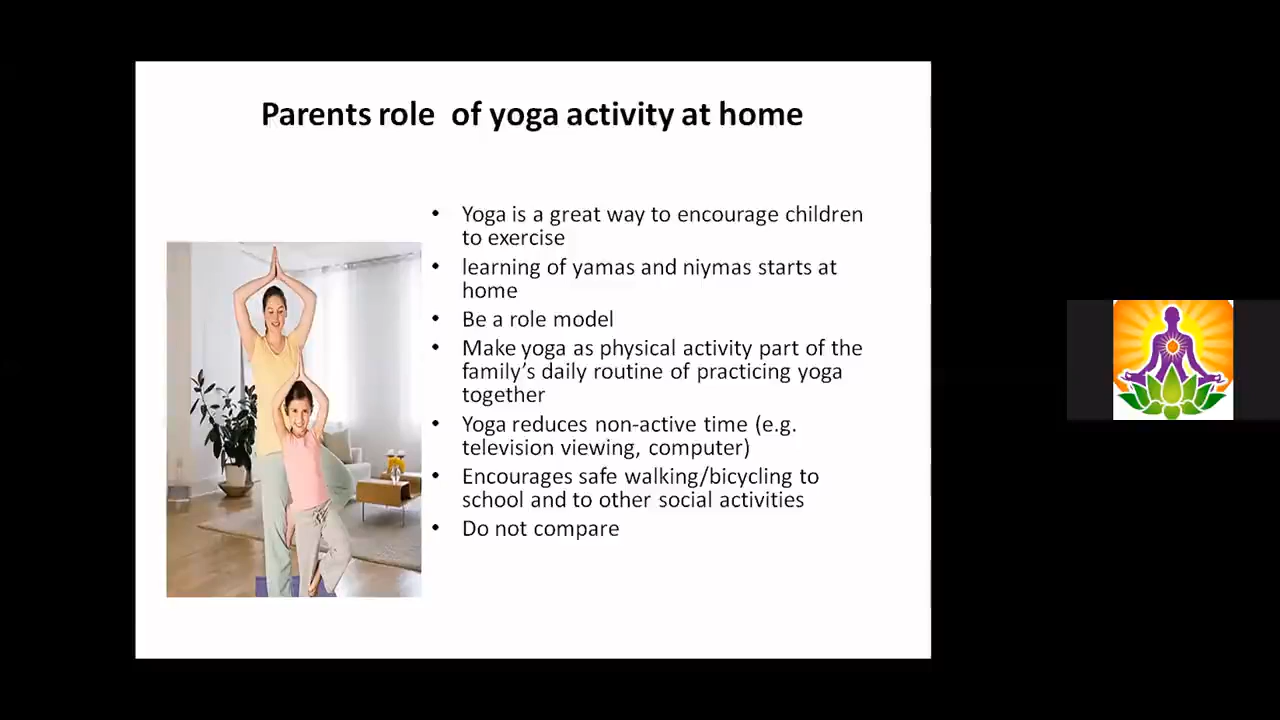 Parents role  of yoga activity at home
• Yoga is a great way to encourage children
to exercise
• learning of yamas and niymas starts at
home
• Be a role model
• Make yoga as physical activity part of the
family's daily routine of practicing yoga
together
• Yoga reduces non-active time (e.g.
television viewing, computer)
• Encourages safe walking/bicycling to
school and to other social activities
• Do not compare